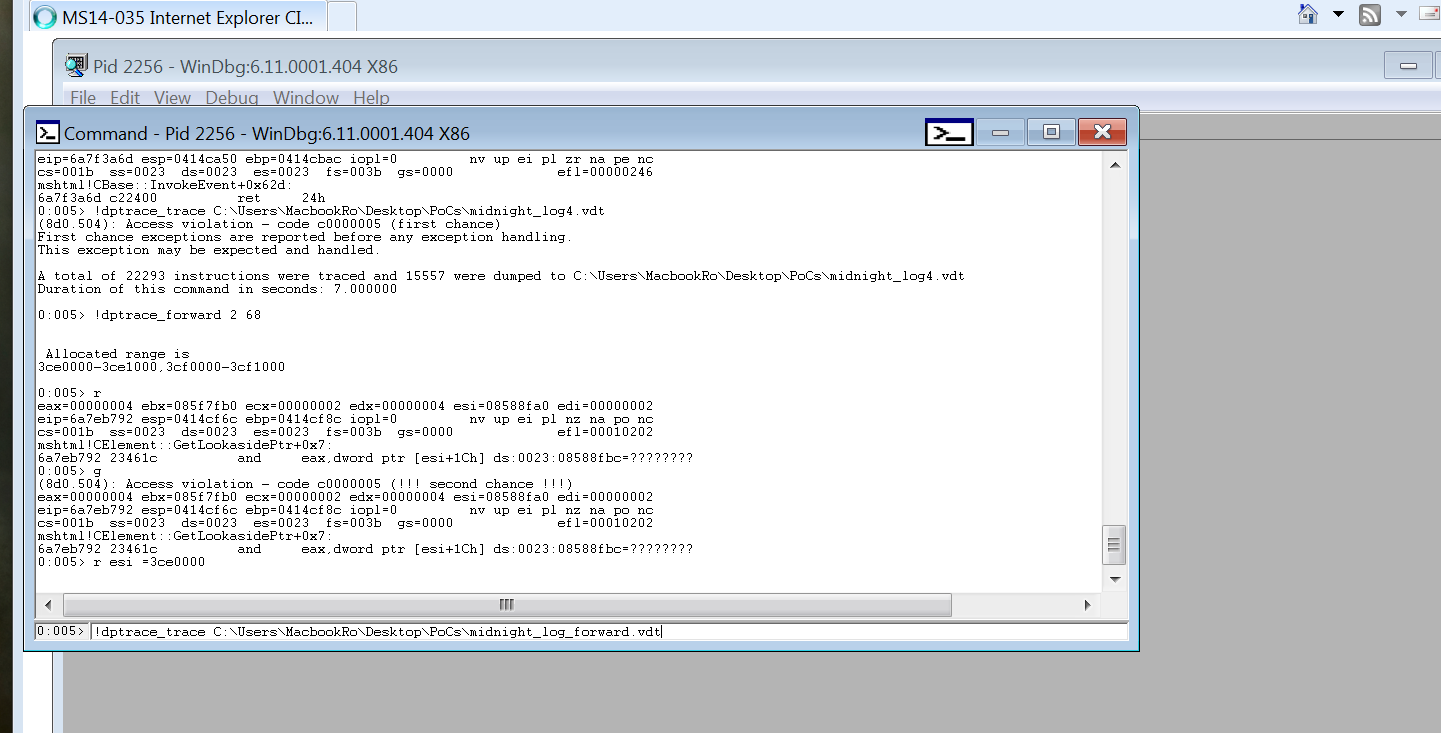 MS14-035 Internet Explorer CI...
Pid 2256 - WinDbg:6.11.0001.404 X86
File Edit View Debug Window Help
Command - Pid 2256 - WinDbg:6.11.0001.404 X86
eip=6a7f3a6d esp=0414ca50 ebp=0414cbac iopl=0         nv up ei pl zr na pe nc
cs=001b  ss=0023  ds=0023  es=0023  fs=003b  gs=0000             efl=00000246
mshtml!CBase::InvokeEvent+0x62d:
6a7f3a6d c22400          ret     24h
0:005> !dptrace_trace C:\Users\MacbookRo\Desktop\PoCs\midnight_log4.vdt
(8d0.504): Access violation - code c0000005 (first chance)
First chance exceptions are reported before any exception handling.
This exception may be expected and handled.
A total of 22293 instructions were traced and 15557 were dumped to C:\Users\MacbookRo\Desktop\PoCs\midnight_log4.vdt
Duration of this command in seconds: 7.000000
0:005> !dptrace_forward 2 68
Allocated range is
3ce0000-3ce1000,3cf0000-3cf1000
0:005> r
eax=00000004 ebx=085f7fb0 ecx=00000002 edx=00000004 esi=08588fa0 edi=00000002
eip=6a7eb792 esp=0414cf6c ebp=0414cf8c iopl=0         nv up ei pl nz na po nc
cs=001b  ss=0023  ds=0023  es=0023  fs=003b  gs=0000             efl=00010202
mshtml!CElement::GetLookasidePtr+0x7:
6a7eb792 23461c          and     eax,dword ptr [esi+1Ch] ds:0023:08588fbc=????????
0:005> g
(8d0.504): Access violation - code c0000005 (!!! second chance !!!)
eax=00000004 ebx=085f7fb0 ecx=00000002 edx=00000004 esi=08588fa0 edi=00000002
eip=6a7eb792 esp=0414cf6c ebp=0414cf8c iopl=0         nv up ei pl nz na po nc
cs=001b  ss=0023  ds=0023  es=0023  fs=003b  gs=0000             efl=00010202
mshtml!CElement::GetLookasidePtr+0x7:
6a7eb792 23461c          and     eax,dword ptr [esi+1Ch] ds:0023:08588fbc=????????
0:005> r esi =3ce0000
0:005> !dptrace_trace C:\Users\MacbookRo\Desktop\PoCs\midnight_log_forward.vdt